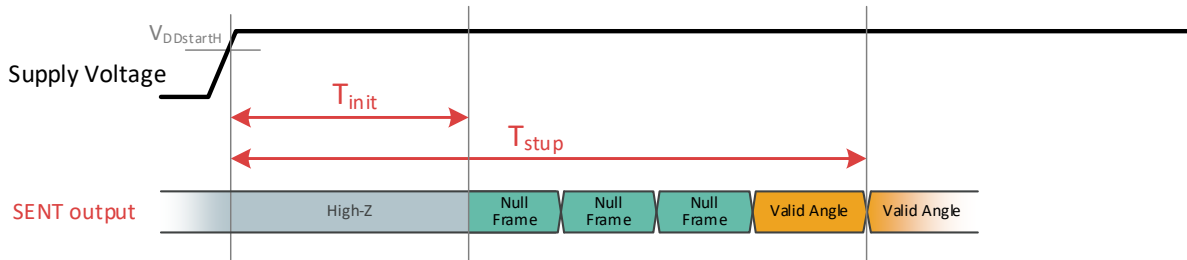 VDDstartH
Supply Voltage
Tinit
Tstup
SENT output
High-Z
Null Frame
Null Frame
Null Frame
Valid Angle
Valid Angle